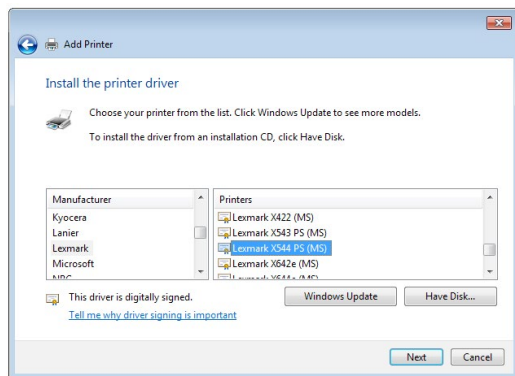 Add Printer
Install the printer driver
Choose your printer from the list. Click Windows Update to see more models.
To install the driver from an installation CD, click Have Disk.
Manufacturer
Kyocera
Lanier
Lexmark
Microsoft
Printers
Lexmark X422 (MS)
Lexmark X543 PS (MS)
Lexmark X544 PS (MS)
Lexmark X642e (MS)
This driver is digitally signed.
Tell me why driver signing is important
Windows Update
Have Disk...
Next
Cancel